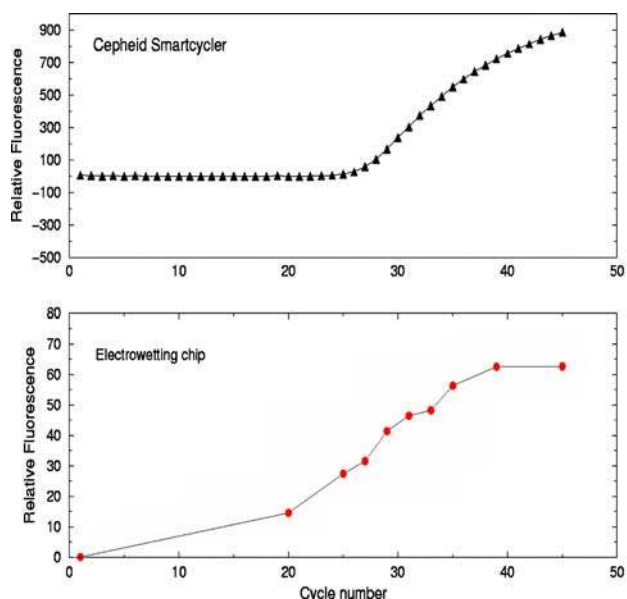 900
700
500
300
100
−100
−300
−500
Relative Fluorescence
Cepheid Smartcycler
0 10 20 30 40 50
80
70
60
50
40
30
20
10
0
Relative Fluorescence
Electrowetting chip
0 10 20 30 40 50
Cycle number